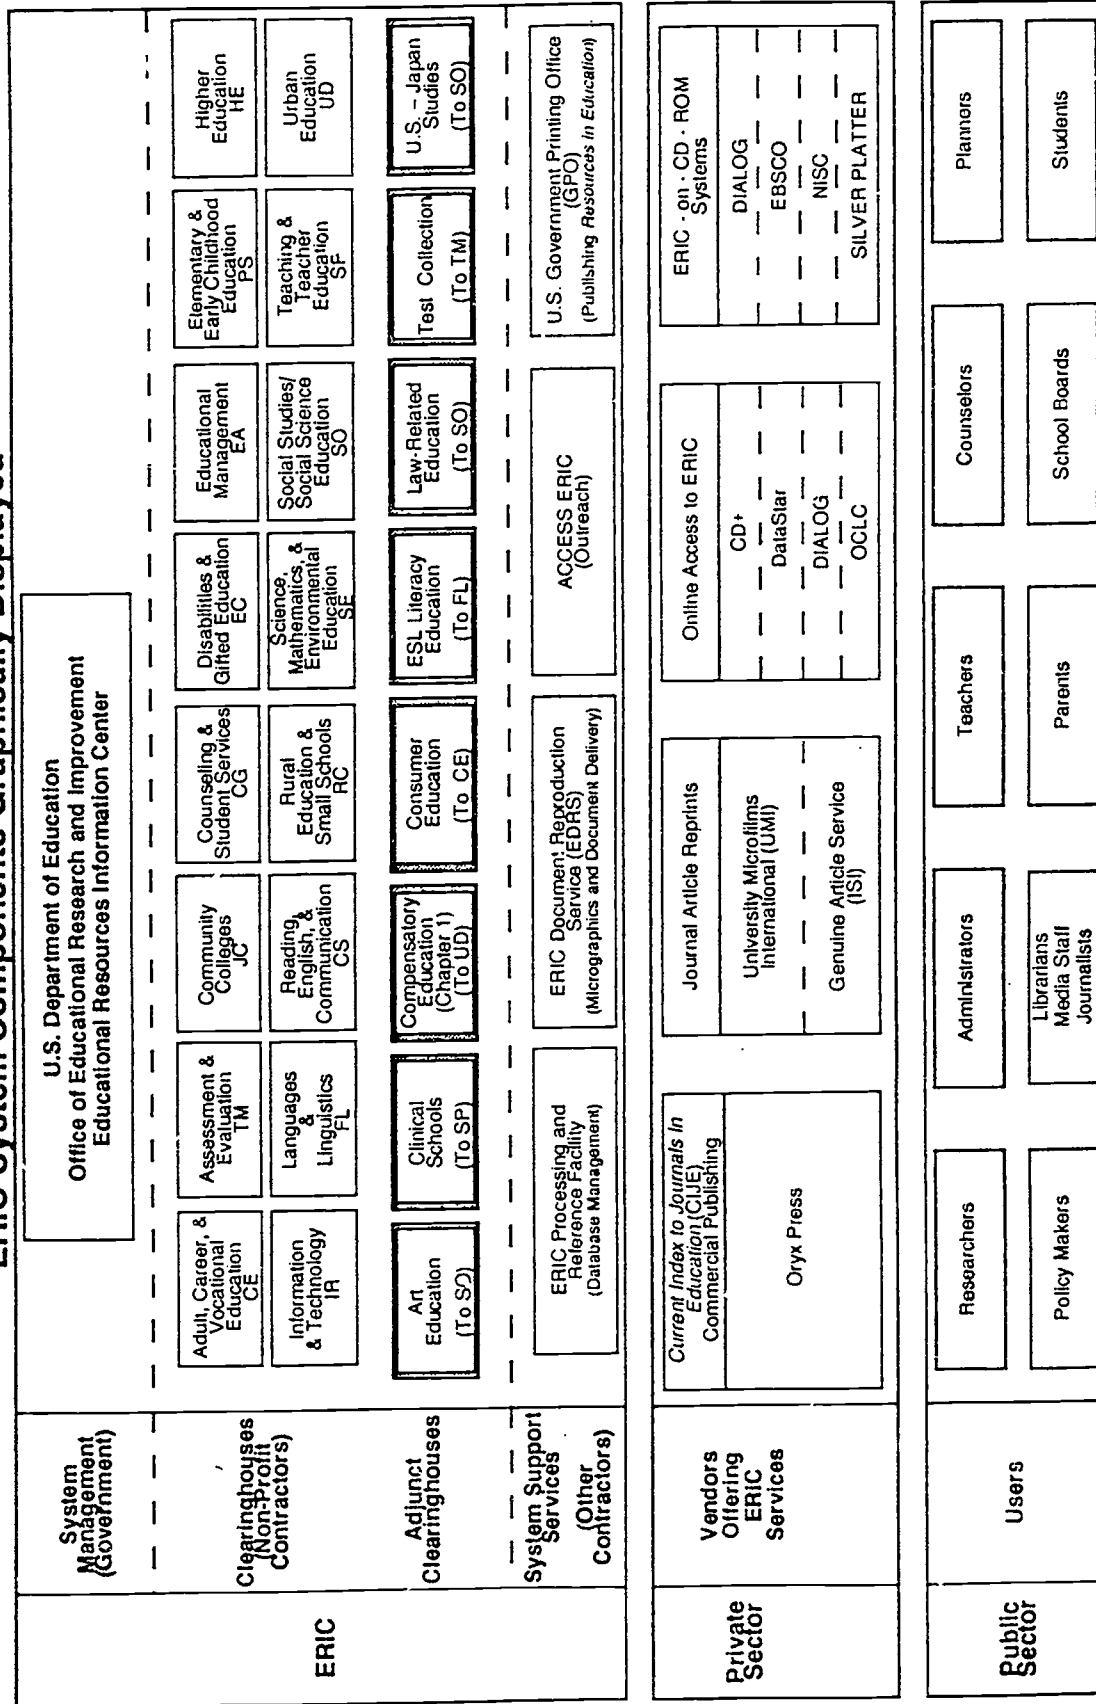 ERIC System Components Graphically Displayed
ERIC
System
Management
(Government)
U.S. Department of Education
Office of Educational Research and Improvement
Educational Resources Information Center
Clearinghouses
(Non-Profit
Contractors)
Adult, Career, &
Vocational
Education
CE
Assessment &
Evaluation
TM
Community
Colleges
JC
Counseling &
Student Services
CG
Disabilities &
Gifted Education
EC
Educational
Management
EA
Elementary &
Early Childhood
Education
PS
Higher
Education
HE
Information
& Technology
IR
Languages
&
Linguistics
FL
Reading,
English, &
Communication
CS
Rural
Education &
Small Schools
RC
Science,
Mathematics, &
Environmental
Education
SE
Social Studies/
Social Science
Education
SO
Teaching &
Teacher
Education
SP
Urban
Education
UD
Adjunct
Clearinghouses
Art
Education
(To SO)
Clinical
Schools
(To SP)
Compensatory
Education
(Chapter 1)
(To UD)
Consumer
Education
(To CE)
ESL Literacy
Education
(To FL)
Law-Related
Education
(To SO)
Test Collection
(To TM)
U.S. – Japan
Studies
(To SO)
System Support
Services
(Other
Contractors)
ERIC Processing and
Reference Facility
(Database Management)
ERIC Document Reproduction
Service (EDRS)
(Micrographics and Document Delivery)
ACCESS ERIC
(Outreach)
U.S. Government Printing Office
(GPO)
(Publishing Resources in Education)
Private
Sector
Vendors
Offering
ERIC
Services
Current Index to Journals In
Education (CIJE)
Commercial Publishing
Oryx Press
Journal Article Reprints
University Microfilms
International (UMI)
Genuine Article Service
(ISI)
Online Access to ERIC
CD+
DataStar
DIALOG
OCLC
ERIC - on - CD - ROM
Systems
DIALOG
EBSCO
NISC
SILVER PLATTER
Public
Sector
Users
Researchers
Administrators
Teachers
Counselors
Planners
Policy Makers
Librarians
Media Staff
Journalists
Parents
School Boards
Students